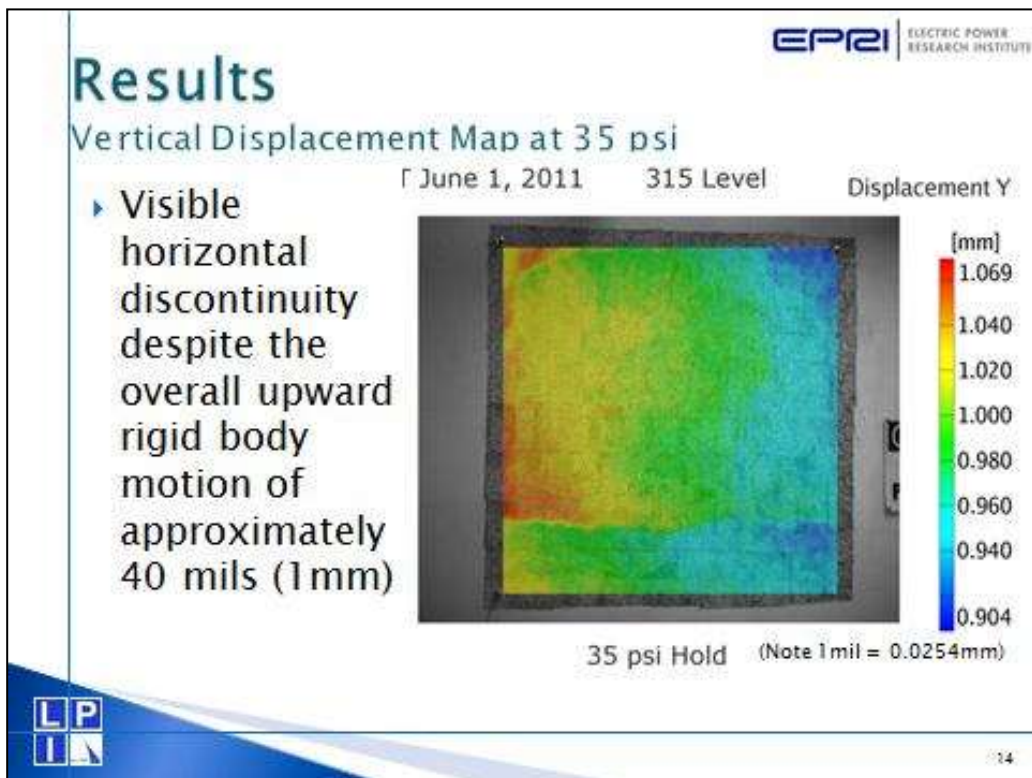 EPRI | ELECTRIC POWER
RESEARCH INSTITUTE
Results
Vertical Displacement Map at 35 psi
Visible
horizontal
discontinuity
despite the
overall upward
rigid body
motion of
approximately
40 mils (1mm)
June 1, 2011 315 Level
Displacement Y
[mm]
1.069
1.040
1.020
1.000
0.980
0.960
0.940
0.904
35 psi Hold
(Note 1mil = 0.0254mm)
L P
I
14